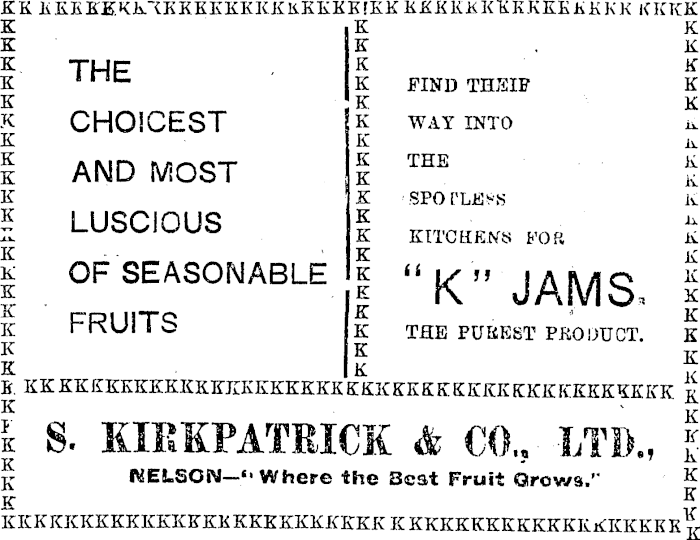 THE
CHOICEST
AND MOST
LUSCIOUS
OF SEASONABLE
FRUITS
FIND THEIR
WAY INTO
THE
SPOTLESS
KITCHENS FOR
"K" JAMS.
THE PUREST PRODUCT.
S. KIRKPATRICK & CO., LTD.,
NELSON—"Where the Best Fruit Grows."